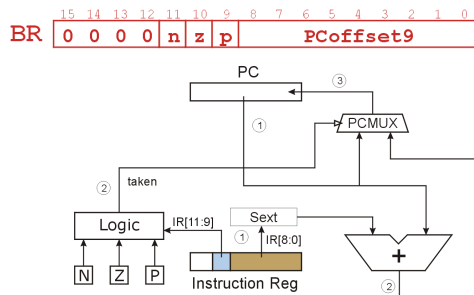 15 14 13 12 11 10 9 8 7 6 5 4 3 2 1 0
BR 0 0 0 0 n z p PCoffset9
PC
3
1
PCMUX
2 taken
Logic
IR[11:9]
Sext
1 IR[8:0]
+
N Z P
Instruction Reg
2